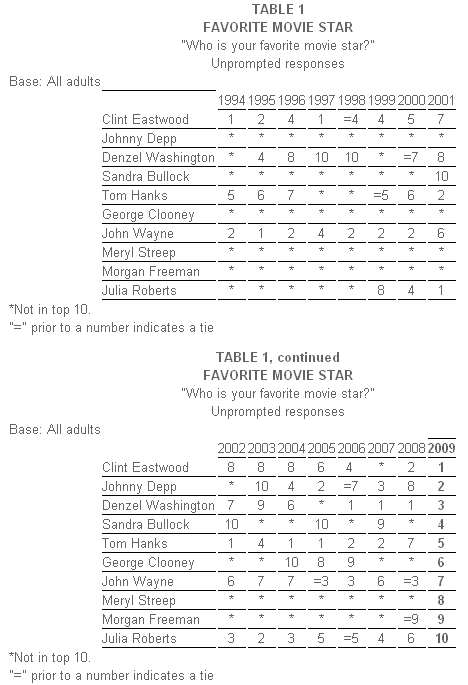 TABLE 1
FAVORITE MOVIE STAR
"Who is your favorite movie star?"
Unprompted responses
Base: All adults
1994 1995 1996 1997 1998 1999 2000 2001
Clint Eastwood 1 2 4 1 =4 4 5 7
Johnny Depp * * * * * * * *
Denzel Washington * 4 8 10 10 * =7 8
Sandra Bullock * * * * * * * 10
Tom Hanks 5 6 7 * * =5 6 2
George Clooney * * * * * * * *
John Wayne 2 1 2 4 2 2 2 6
Meryl Streep * * * * * * * *
Morgan Freeman * * * * * * * *
Julia Roberts * * * * * 8 4 1
*Not in top 10.
"=" prior to a number indicates a tie
TABLE 1, continued
FAVORITE MOVIE STAR
"Who is your favorite movie star?"
Unprompted responses
Base: All adults
2002 2003 2004 2005 2006 2007 2008 2009
Clint Eastwood 8 8 8 6 4 * 2 1
Johnny Depp * 10 4 2 =7 3 8 2
Denzel Washington 7 9 6 * 1 1 1 3
Sandra Bullock 10 * * 10 * 9 * 4
Tom Hanks 1 4 1 1 2 2 7 5
George Clooney * * 10 8 9 * * 6
John Wayne 6 7 7 =3 3 6 =3 7
Meryl Streep * * * * * * * 8
Morgan Freeman * * * * * * =9 9
Julia Roberts 3 2 3 5 =5 4 6 10
*Not in top 10.
"=" prior to a number indicates a tie